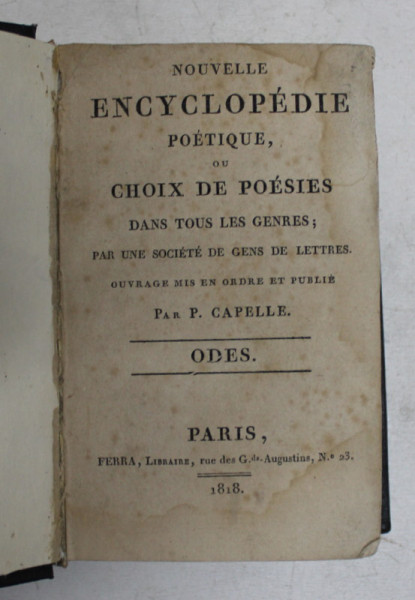 NOUVELLE
ENCYCLOPÉDIE
POÉTIQUE,
OU
CHOIX DE POÉSIES
DANS TOUS LES GENRES;
PAR UNE SOCIÉTÉ DE GENS DE LETTRES.
OUVRAGE MIS EN ORDRE ET PUBLIÉ
PAR P. CAPELLE.
ODES.
PARIS,
FERRA, LIBRAIRE, rue des G.ds-Augustins, N.º 23.
1818.